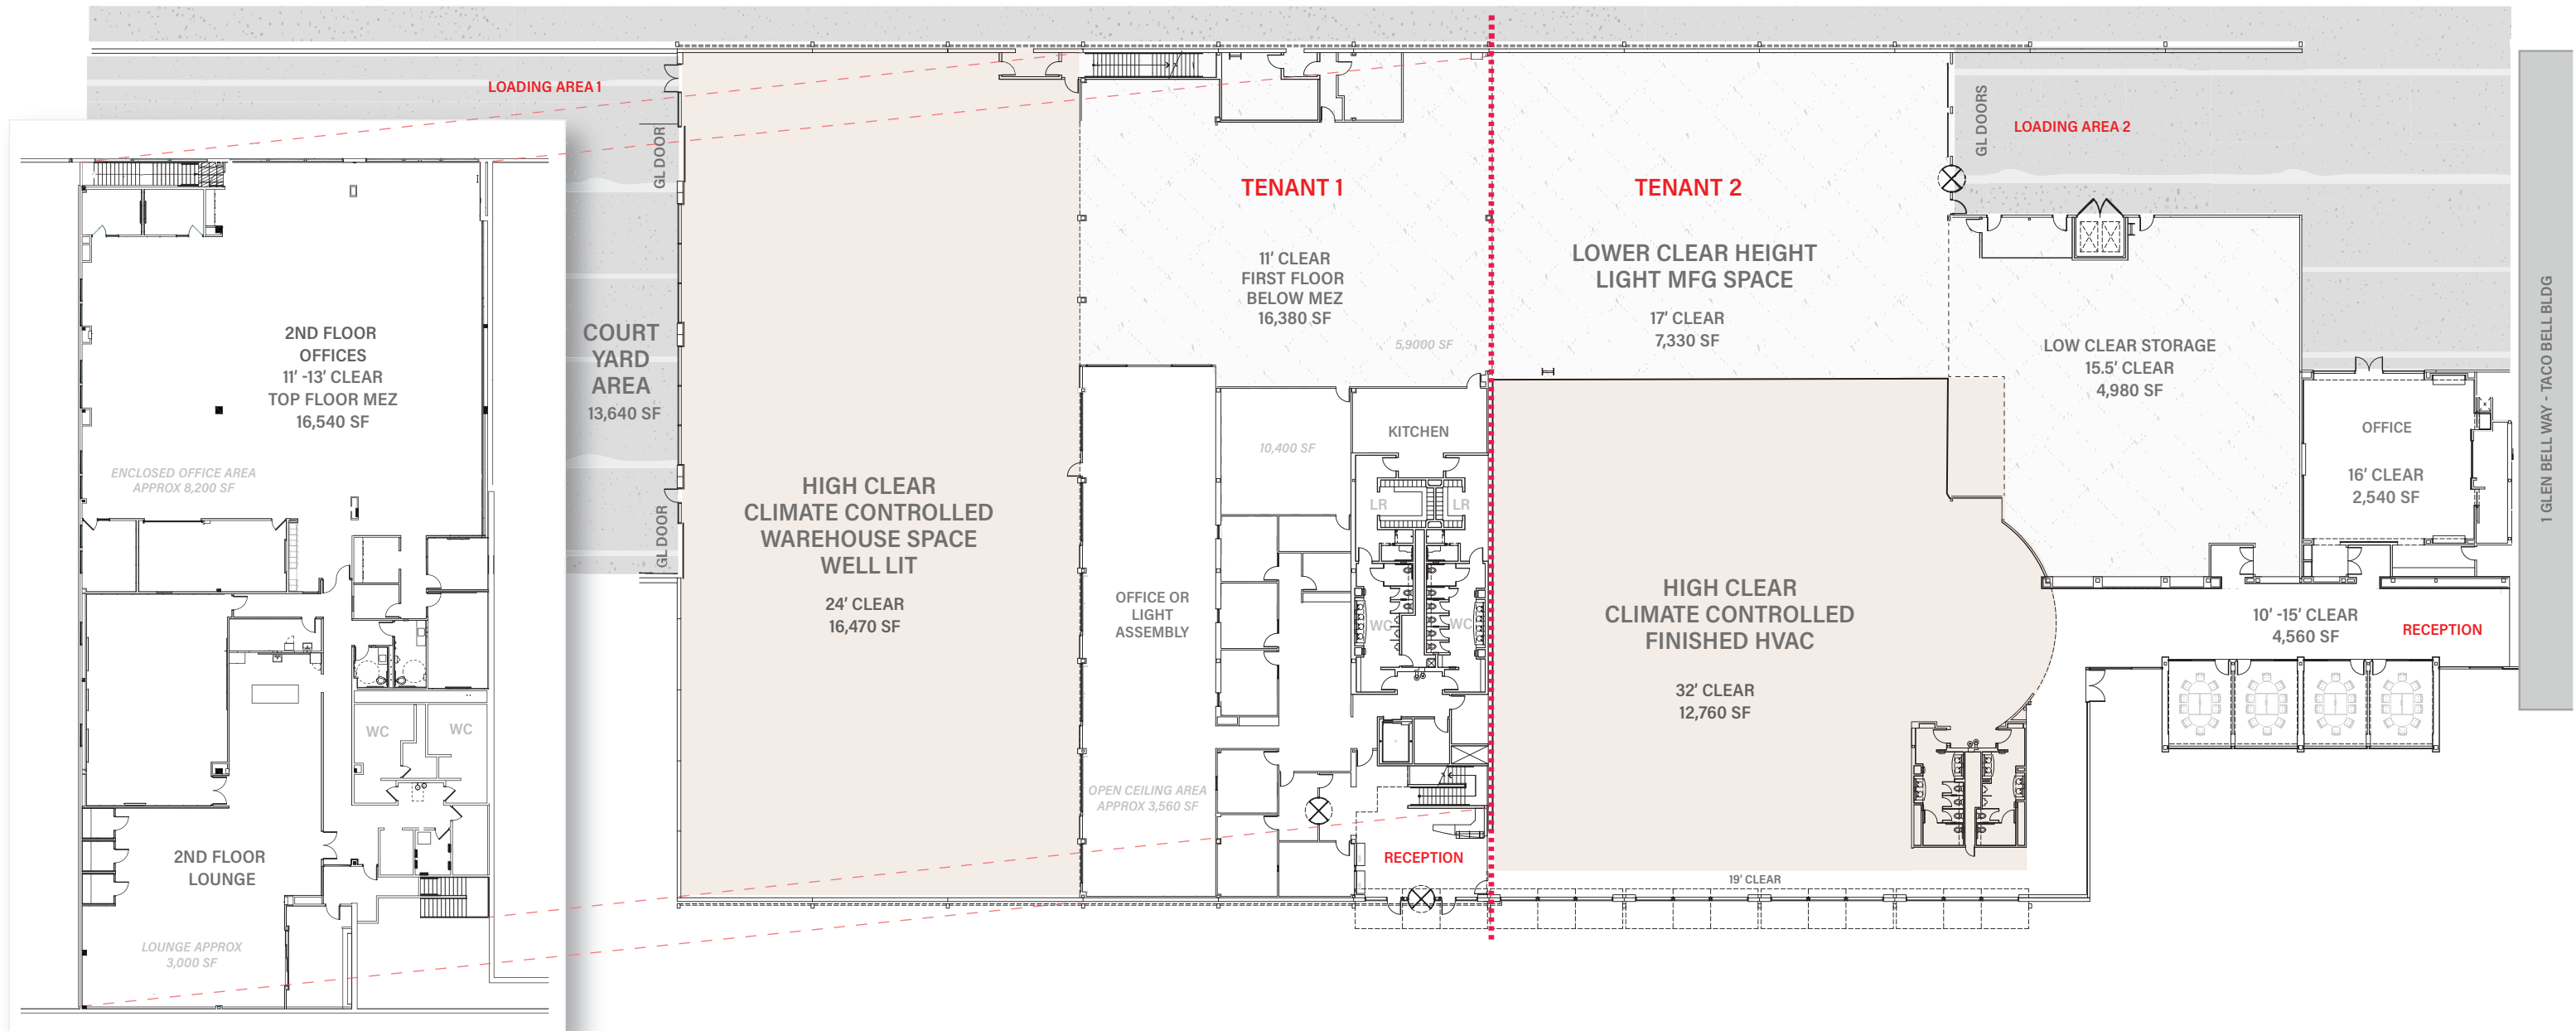 LOADING AREA 1
2ND FLOOR
OFFICES
11' -13' CLEAR
TOP FLOOR MEZ
16,540 SF
ENCLOSED OFFICE AREA
APPROX 8,200 SF
WC
WC
2ND FLOOR
LOUNGE
LOUNGE APPROX
3,000 SF
GL DOOR
COURT
YARD
AREA
13,640 SF
GL DOOR
HIGH CLEAR
CLIMATE CONTROLLED
WAREHOUSE SPACE
WELL LIT
24' CLEAR
16,470 SF
TENANT 1
11' CLEAR
FIRST FLOOR
BELOW MEZ
16,380 SF
5,9000 SF
10,400 SF
KITCHEN
LR
LR
OFFICE OR
LIGHT
ASSEMBLY
WC
WC
OPEN CEILING AREA
APPROX 3,560 SF
RECEPTION
TENANT 2
LOWER CLEAR HEIGHT
LIGHT MFG SPACE
17' CLEAR
7,330 SF
HIGH CLEAR
CLIMATE CONTROLLED
FINISHED HVAC
32' CLEAR
12,760 SF
19' CLEAR
GL DOORS
LOADING AREA 2
LOW CLEAR STORAGE
15.5' CLEAR
4,980 SF
OFFICE
16' CLEAR
2,540 SF
10' -15' CLEAR
4,560 SF
RECEPTION
1 GLEN BELL WAY - TACO BELL BLDG